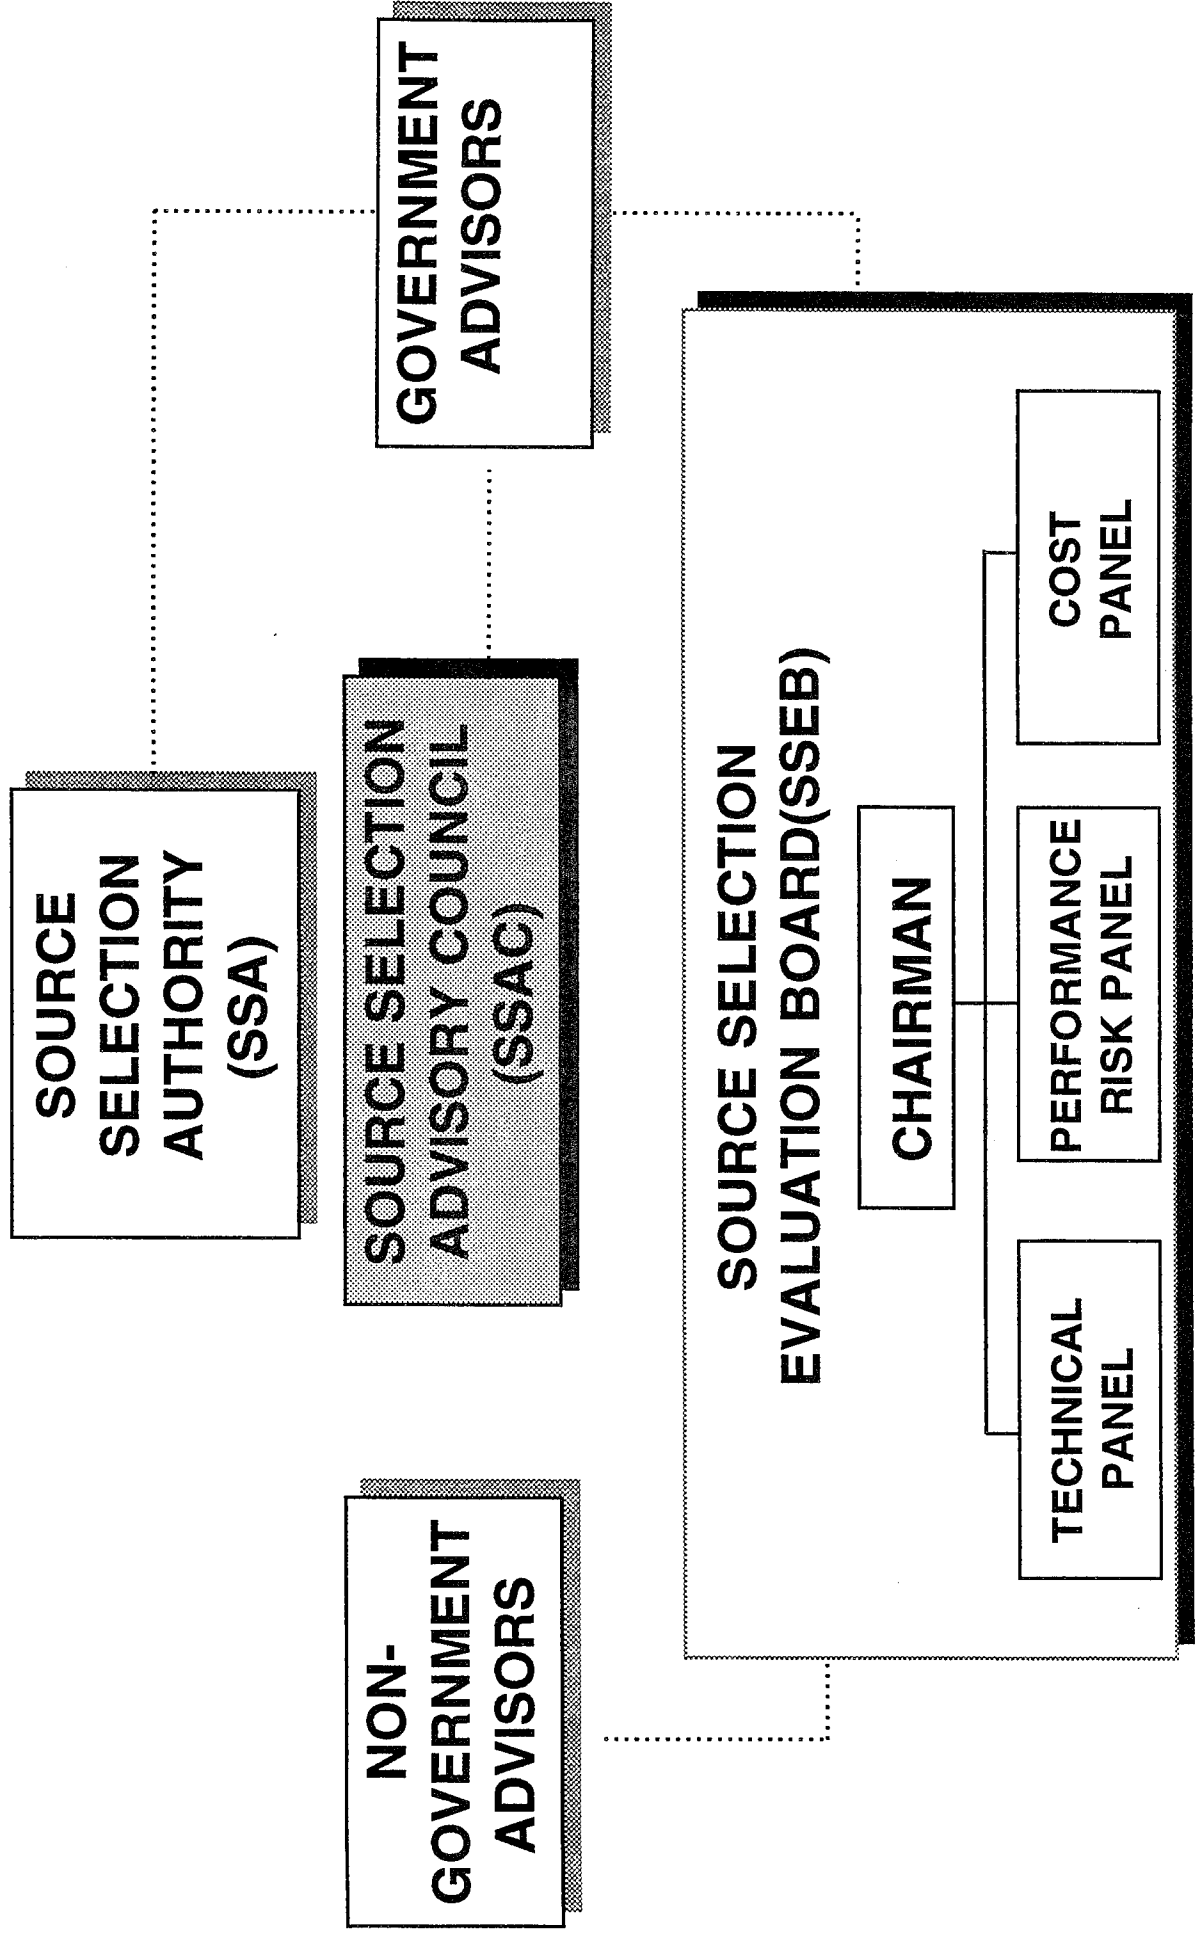 SOURCE
SELECTION
AUTHORITY
(SSA)
NON-
GOVERNMENT
ADVISORS
SOURCE SELECTION
ADVISORY COUNCIL
(SSAC)
GOVERNMENT
ADVISORS
SOURCE SELECTION
EVALUATION BOARD(SSEB)
CHAIRMAN
TECHNICAL
PANEL
PERFORMANCE
RISK PANEL
COST
PANEL